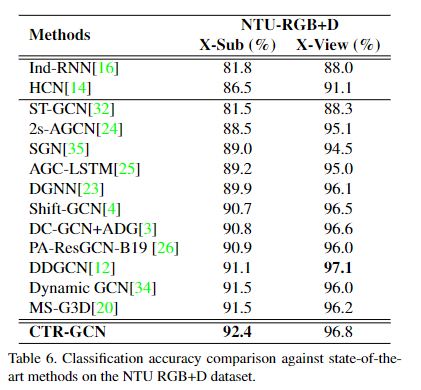 Methods NTU-RGB+D
X-Sub (%) X-View (%)
Ind-RNN[16] 81.8 88.0
HCN[14] 86.5 91.1
ST-GCN[32] 81.5 88.3
2s-AGCN[24] 88.5 95.1
SGN[35] 89.0 94.5
AGC-LSTM[25] 89.2 95.0
DGNN[23] 89.9 96.1
Shift-GCN[4] 90.7 96.5
DC-GCN+ADG[3] 90.8 96.6
PA-ResGCN-B19 [26] 90.9 96.0
DDGCN[12] 91.1 97.1
Dynamic GCN[34] 91.5 96.0
MS-G3D[20] 91.5 96.2
CTR-GCN 92.4 96.8
Table 6. Classification accuracy comparison against state-of-the-
art methods on the NTU RGB+D dataset.